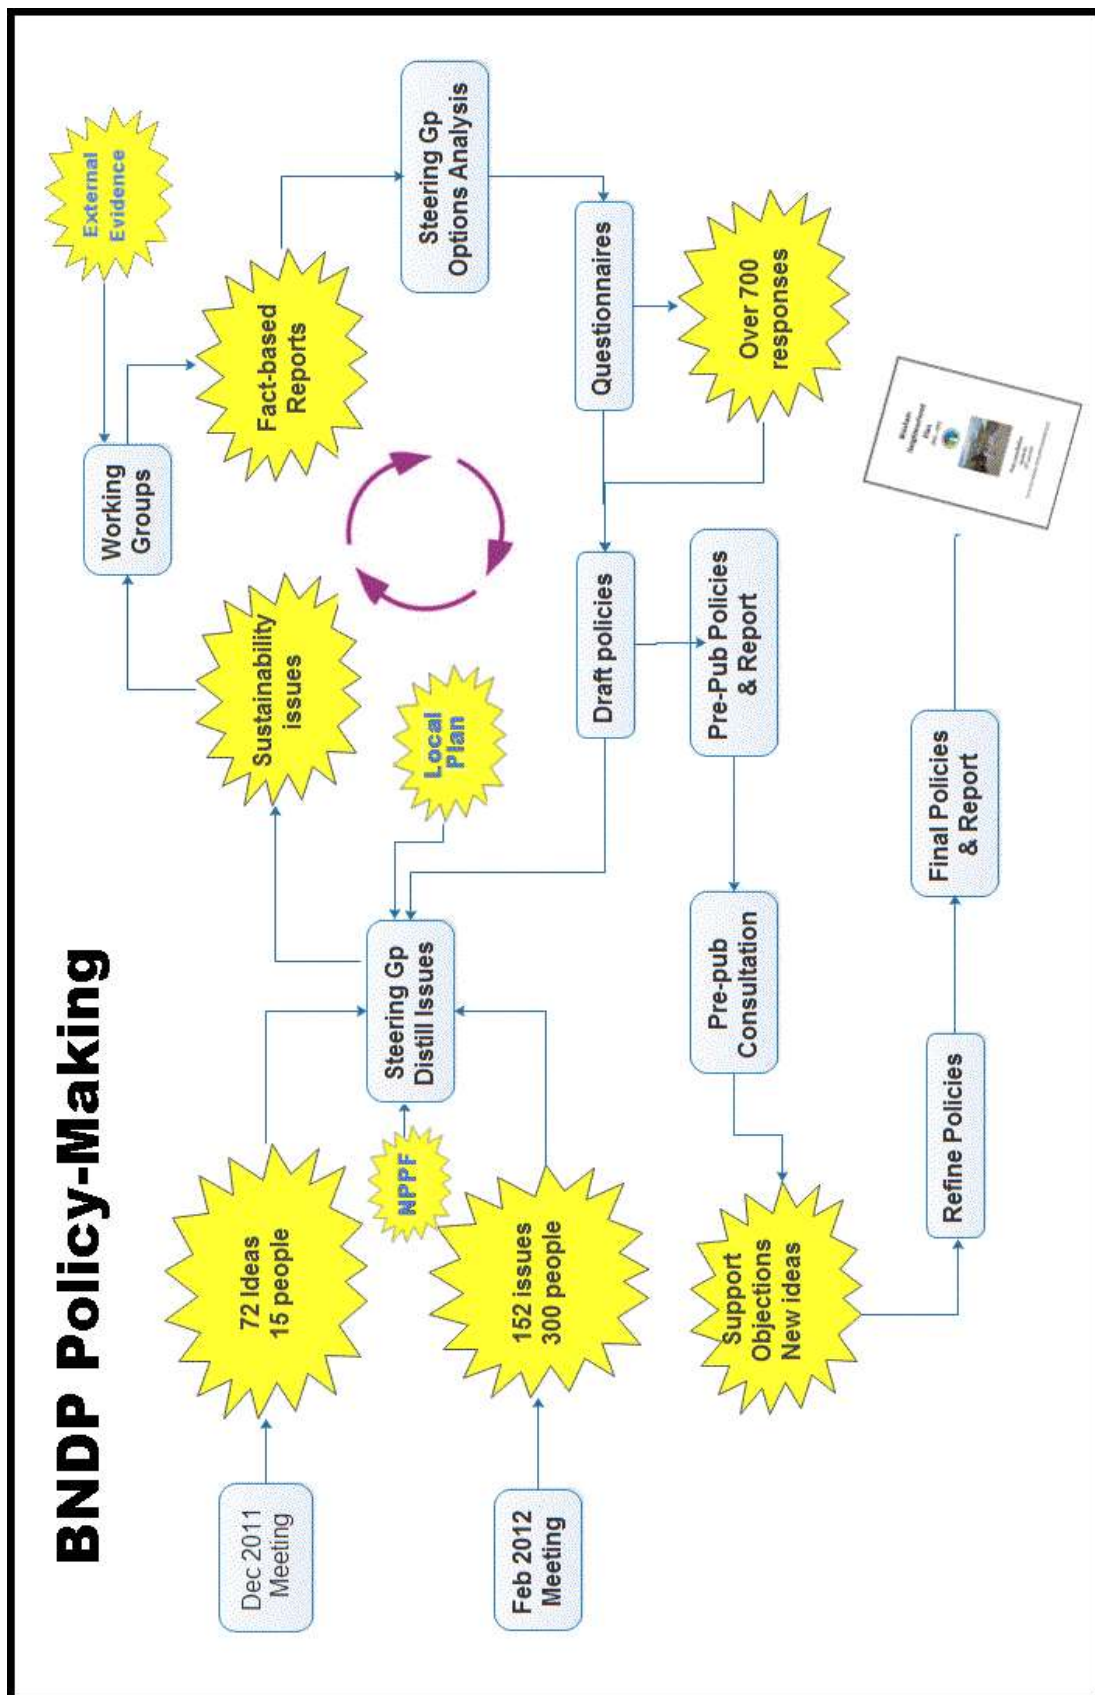 BNDP Policy-Making
Dec 2011
Meeting
72 Ideas
15 people
Feb 2012
Meeting
152 issues
300 people
NPPF
Steering Gp
Distill Issues
Local
Plan
Sustainability
issues
Working
Groups
External
Evidence
Fact-based
Reports
Steering Gp
Options Analysis
Questionnaires
Over 700
responses
Draft policies
Pre-Pub Policies
& Report
Pre-pub
Consultation
Support
Objections
New ideas
Refine Policies
Final Policies
& Report
Neighbourhood
Plan